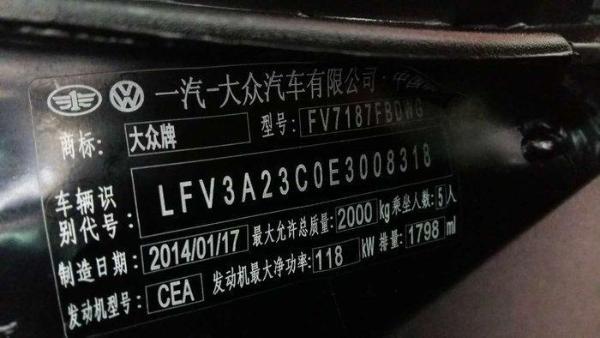 一汽-大众汽车有限公司·中国
商标: 大众牌 型号: FV7187FBDWG
车辆识别代号: LFV3A23C0E3008318
制造日期: 2014/01/17 最大允许总质量: 2000 kg 乘坐人数: 5 人
发动机型号: CEA 发动机最大净功率: 118 kW 排量: 1798 ml